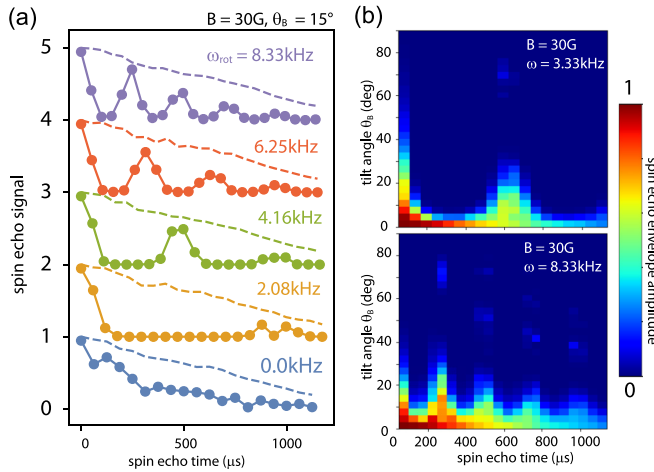 (a)
B = 30G, θB = 15°
5
4
3
2
1
0
ωrot = 8.33kHz
6.25kHz
4.16kHz
2.08kHz
0.0kHz
spin echo signal
0
500
1000
spin echo time (μs)
(b)
B = 30G
ω = 3.33kHz
80
60
40
20
0
tilt angle θB (deg)
B = 30G
ω = 8.33kHz
80
60
40
20
0
tilt angle θB (deg)
200
400
600
800
1000
spin echo time (μs)
1
0
spin echo envelope amplitude